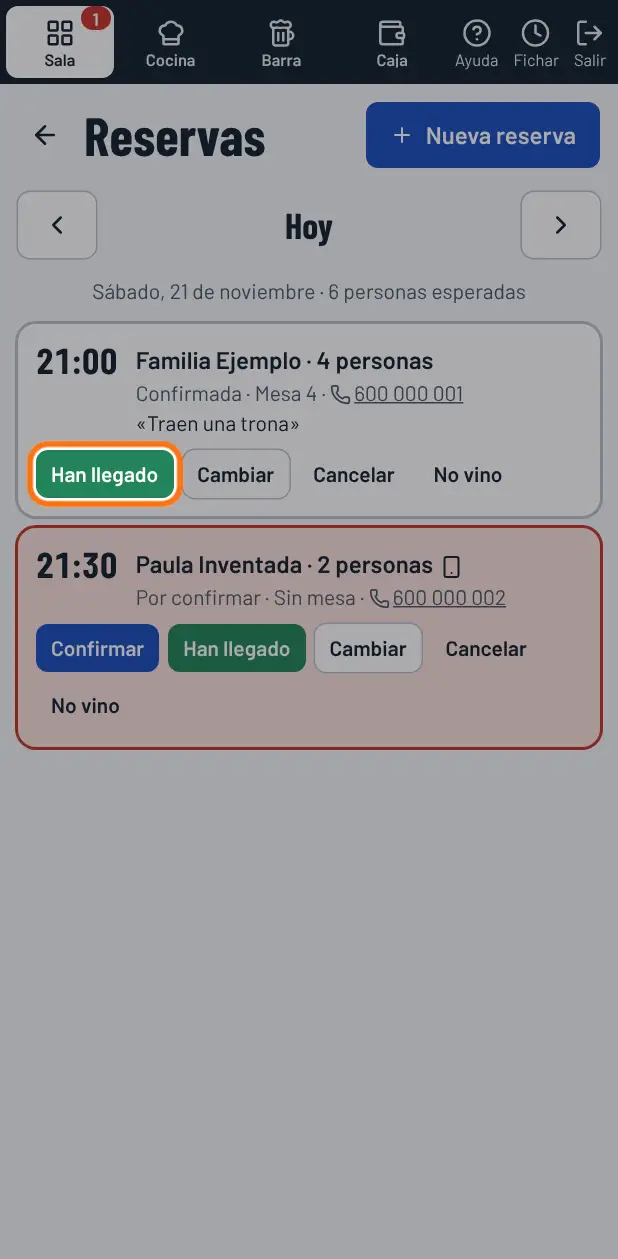 1
Sala
Cocina
Barra
Caja
Ayuda
Fichar
Salir
Reservas
+ Nueva reserva
Hoy
Sábado, 21 de noviembre · 6 personas esperadas
21:00 Familia Ejemplo · 4 personas
Confirmada · Mesa 4 · 600 000 001
«Traen una trona»
Han llegado Cambiar Cancelar No vino
21:30 Paula Inventada · 2 personas
Por confirmar · Sin mesa · 600 000 002
Confirmar Han llegado Cambiar Cancelar
No vino